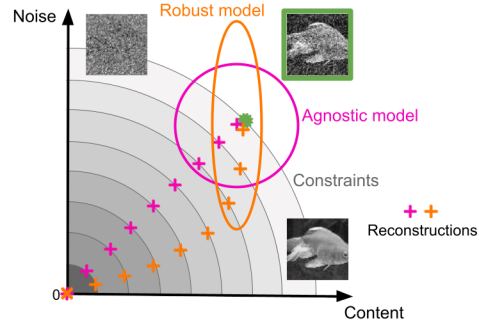 Noise
Robust model
Agnostic model
Constraints
Reconstructions
0
Content